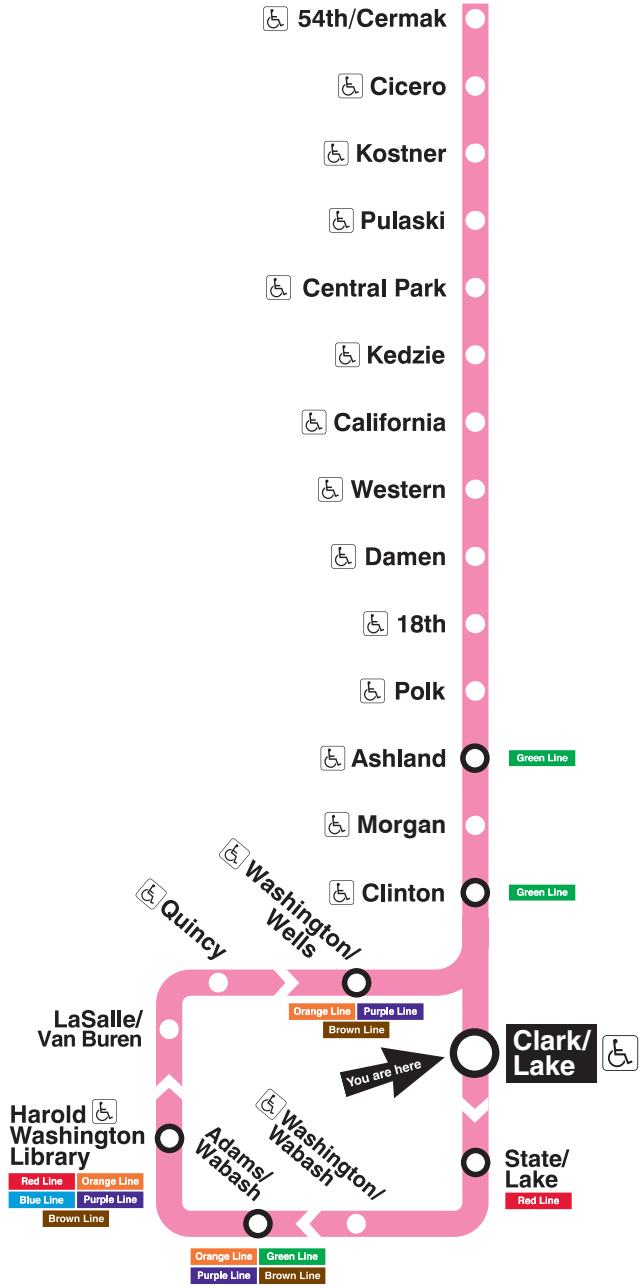 54th/Cermak
Cicero
Kostner
Pulaski
Central Park
Kedzie
California
Western
Damen
18th
Polk
Ashland
Green Line
Morgan
Clinton
Green Line
Washington/
Wells
Orange Line Purple Line
Brown Line
Quincy
LaSalle/
Van Buren
Clark/
Lake
You are here
Harold
Washington
Library
Red Line Orange Line
Blue Line Purple Line
Brown Line
Adams/
Wabash
Orange Line Green Line
Purple Line Brown Line
Washington/
Wabash
State/
Lake
Red Line